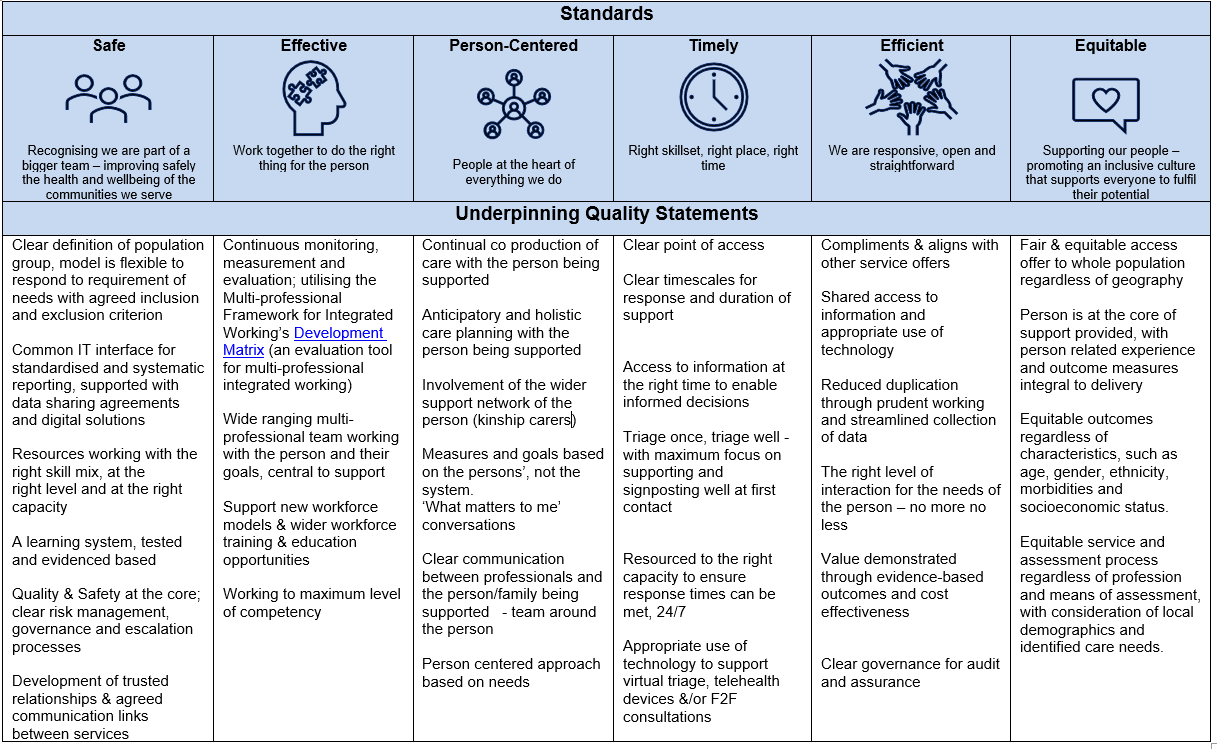 Standards
Safe
Recognising we are part of a
bigger team – improving safely
the health and wellbeing of the
communities we serve
Effective
Work together to do the right
thing for the person
Person-Centered
People at the heart of
everything we do
Timely
Right skillset, right place, right
time
Efficient
We are responsive, open and
straightforward
Equitable
Supporting our people –
promoting an inclusive culture
that supports everyone to fulfil
their potential
Underpinning Quality Statements
Clear definition of population
group, model is flexible to
respond to requirement of
needs with agreed inclusion
and exclusion criterion
Common IT interface for
standardised and systematic
reporting, supported with
data sharing agreements
and digital solutions
Resources working with the
right skill mix, at the
right level and at the right
capacity
A learning system, tested
and evidenced based
Quality & Safety at the core;
clear risk management,
governance and escalation
processes
Development of trusted
relationships & agreed
communication links
between services
Continuous monitoring,
measurement and
evaluation; utilising the
Multi-professional
Framework for Integrated
Working’s Development
Matrix (an evaluation tool
for multi-professional
integrated working)
Wide ranging multi-
professional team working
with the person and their
goals, central to support
Support new workforce
models & wider workforce
training & education
opportunities
Working to maximum level
of competency
Continual co production of
care with the person being
supported
Anticipatory and holistic
care planning with the
person being supported
Involvement of the wider
support network of the
person (kinship carers)
Measures and goals based
on the persons’, not the
system.
‘What matters to me’
conversations
Clear communication
between professionals and
the person/family being
supported - team around
the person
Person centered approach
based on needs
Clear point of access
Clear timescales for
response and duration of
support
Access to information at
the right time to enable
informed decisions
Triage once, triage well -
with maximum focus on
supporting and
signposting well at first
contact
Resourced to the right
capacity to ensure
response times can be
met, 24/7
Appropriate use of
technology to support
virtual triage, telehealth
devices &/or F2F
consultations
Compliments & aligns with
other service offers
Shared access to
information and
appropriate use of
technology
Reduced duplication
through prudent working
and streamlined collection
of data
The right level of
interaction for the needs of
the person – no more no
less
Value demonstrated
through evidence-based
outcomes and cost
effectiveness
Clear governance for audit
and assurance
Fair & equitable access
offer to whole population
regardless of geography
Person is at the core of
support provided, with
person related experience
and outcome measures
integral to delivery
Equitable outcomes
regardless of
characteristics, such as
age, gender, ethnicity,
morbidities and
socioeconomic status.
Equitable service and
assessment process
regardless of profession
and means of assessment,
with consideration of local
demographics and
identified care needs.